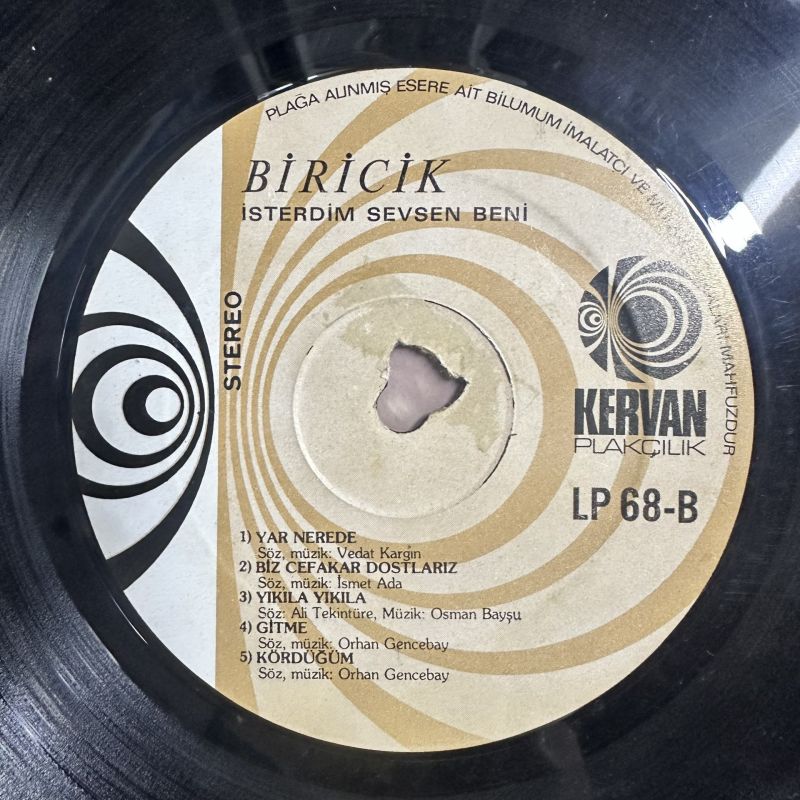 PLAĞA ALINMIŞ ESERE AİT BİLUMUM İMALATÇI VE MAHFUZDUR
BİRİCİK
İSTERDİM SEVSEN BENİ
STEREO
KERVAN
PLAKÇILIK
LP 68-B
1) YAR NEREDE
Söz, müzik: Vedat Kargın
2) BİZ CEFAKAR DOSTLARIZ
Söz, müzik: İsmet Ada
3) YIKILA YIKILA
Söz: Ali Tekintüre, Müzik: Osman Bayşu
4) GİTME
Söz, müzik: Orhan Gencebay
5) KÖRDÜĞÜM
Söz, müzik: Orhan Gencebay